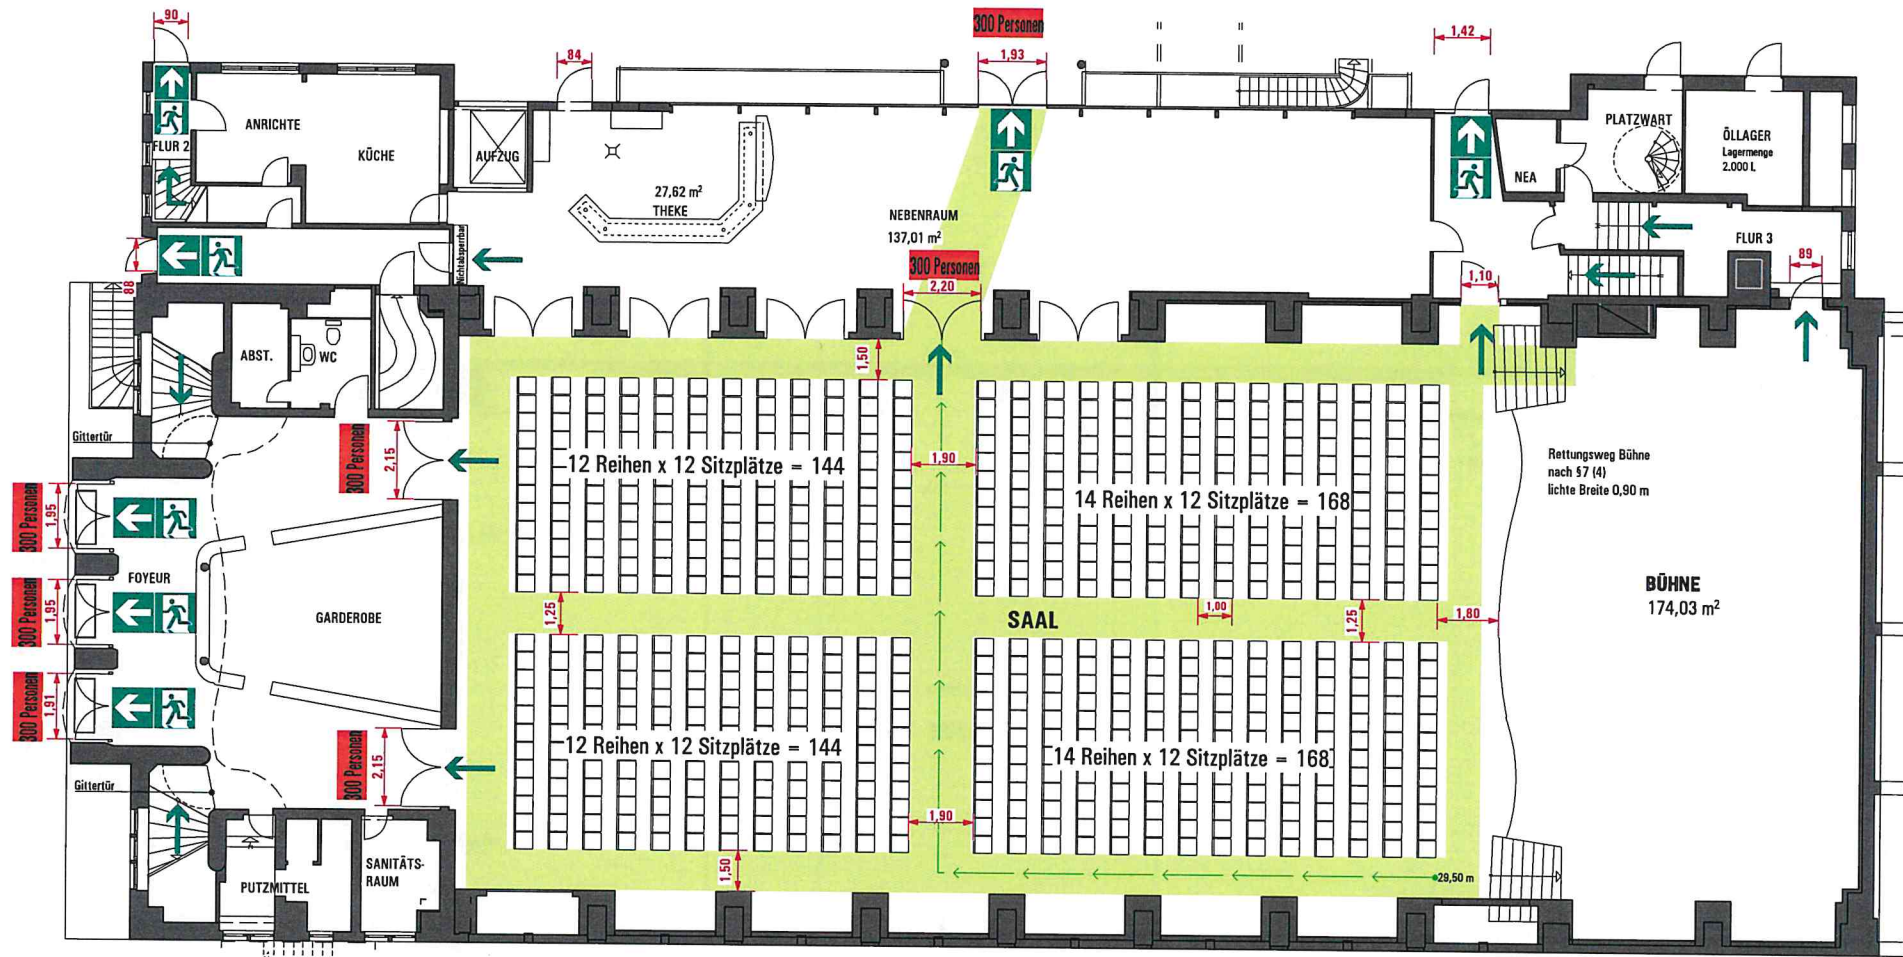 300 Personen
90
84
1,93
1,42
ANRICHTE
KÜCHE
FLUR 2
AUFZUG
27,62 m²
THEKE
NEBENRAUM
137,01 m²
PLATZWART
ÖLLAGER
Lagermenge
2.000 L
NEA
FLUR 3
88
Nichtabsperrbar
300 Personen
2,20
1,10
89
ABST.
WC
1,50
Gittertür
300 Personen
2,15
12 Reihen x 12 Sitzplätze = 144
1,90
14 Reihen x 12 Sitzplätze = 168
Rettungsweg Bühne
nach §7 (4)
lichte Breite 0,90 m
300 Personen
1,95
FOYEUR
GARDEROBE
300 Personen
1,95
1,25
SAAL
1,00
1,25
1,80
BÜHNE
174,03 m²
300 Personen
1,91
300 Personen
2,15
12 Reihen x 12 Sitzplätze = 144
14 Reihen x 12 Sitzplätze = 168
Gittertür
1,90
1,50
29,50 m
PUTZMITTEL
SANITÄTS-
RAUM